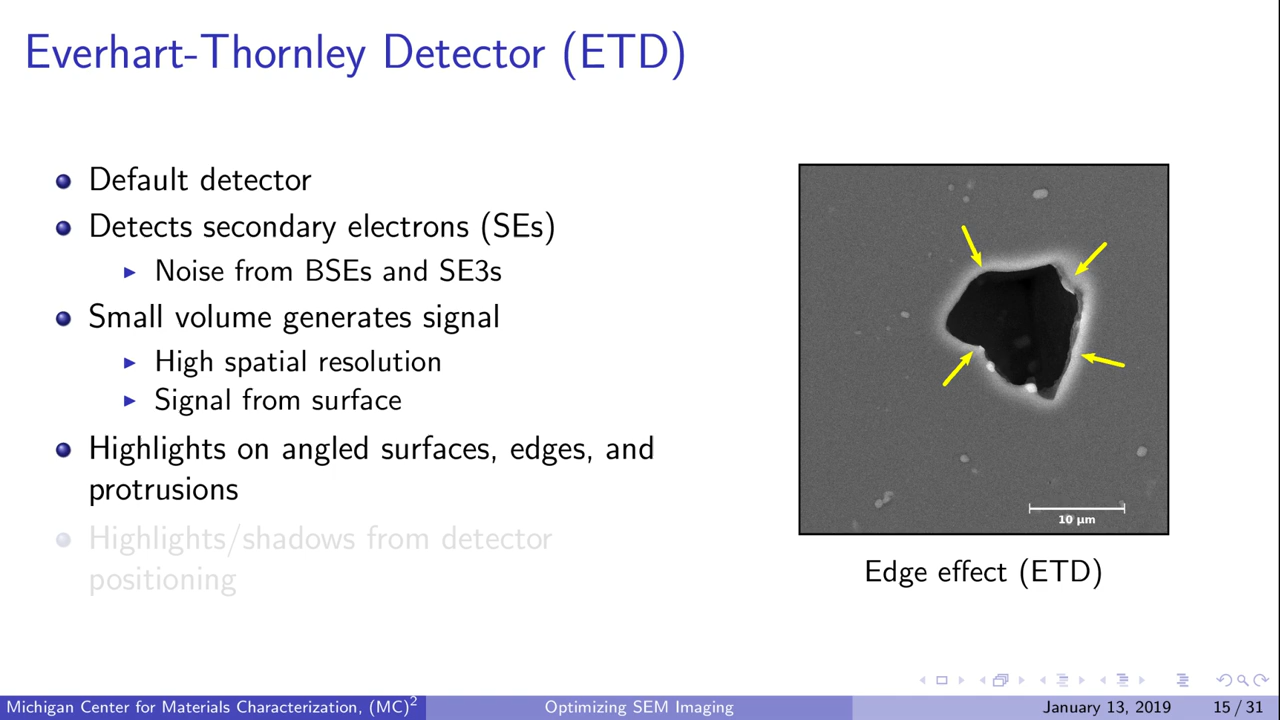 Everhart-Thornley Detector (ETD)
Default detector
Detects secondary electrons (SEs)
Noise from BSEs and SE3s
Small volume generates signal
High spatial resolution
Signal from surface
Highlights on angled surfaces, edges, and
protrusions
Highlights/shadows from detector
positioning
10 µm
Edge effect (ETD)
Michigan Center for Materials Characterization, (MC)²
Optimizing SEM Imaging
January 13, 2019
15 / 31